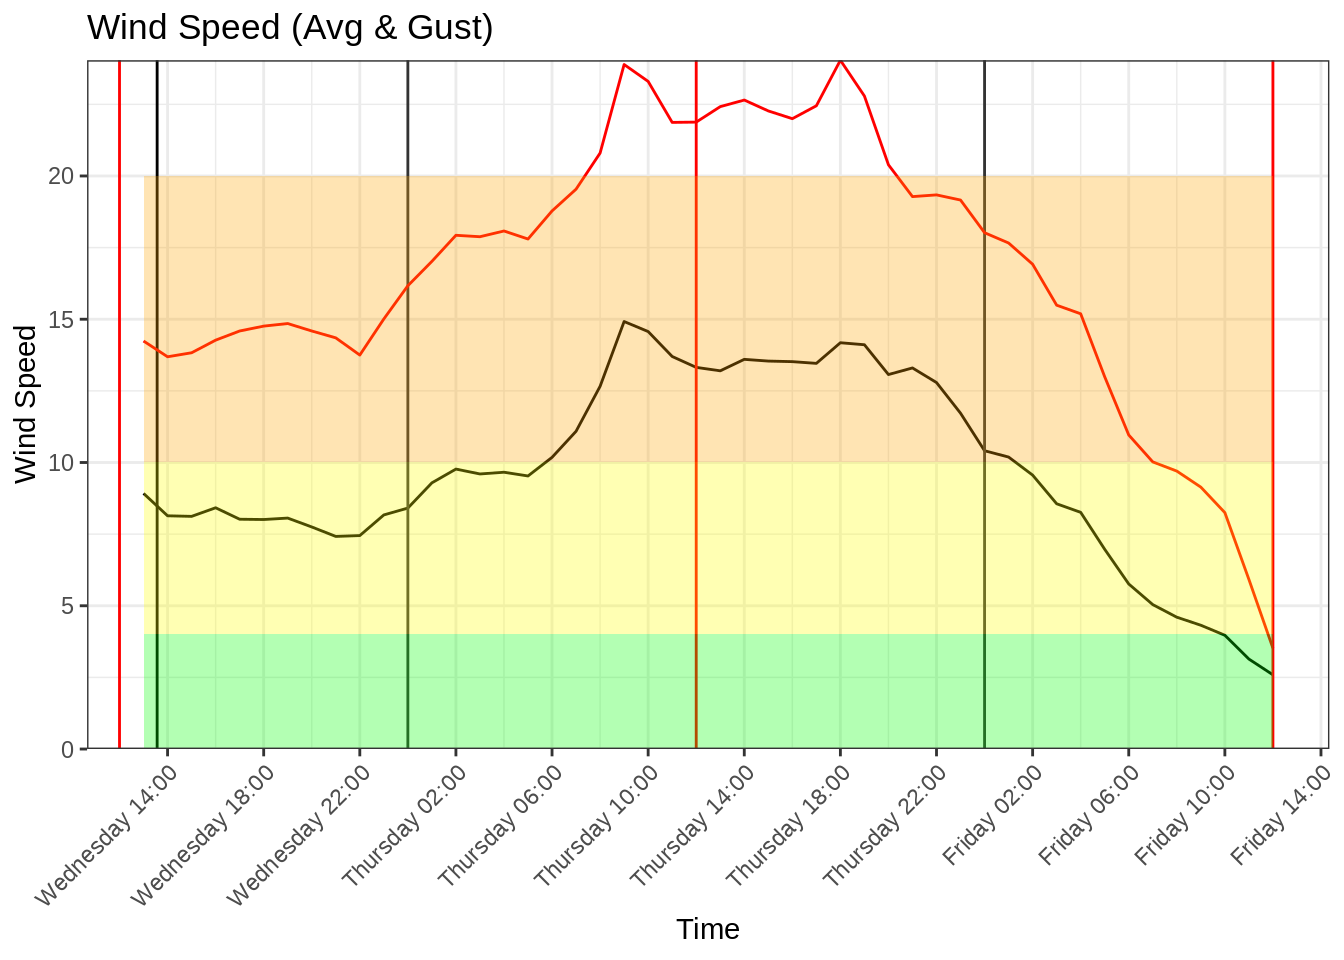 Wind Speed (Avg & Gust)
Wind Speed
20
15
10
5
0
Wednesday 14:00
Wednesday 18:00
Wednesday 22:00
Thursday 02:00
Thursday 06:00
Thursday 10:00
Thursday 14:00
Thursday 18:00
Thursday 22:00
Friday 02:00
Friday 06:00
Friday 10:00
Friday 14:00
Time